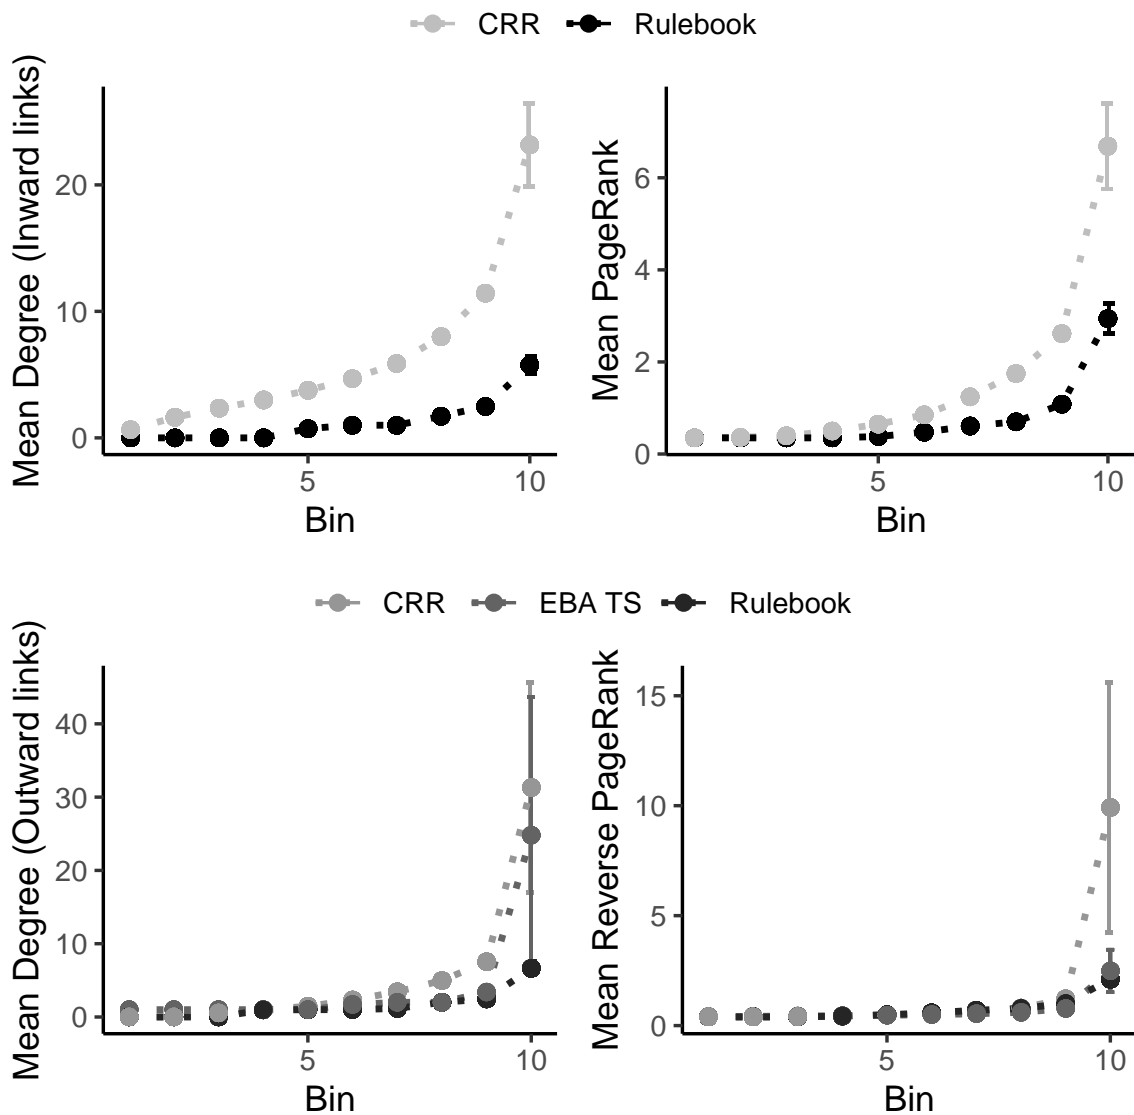 CRR Rulebook
Mean Degree (Inward links)
20
10
0
5 10
Bin
Mean PageRank
6
4
2
0
5 10
Bin
CRR EBA TS Rulebook
Mean Degree (Outward links)
40
30
20
10
0
5 10
Bin
Mean Reverse PageRank
15
10
5
0
5 10
Bin